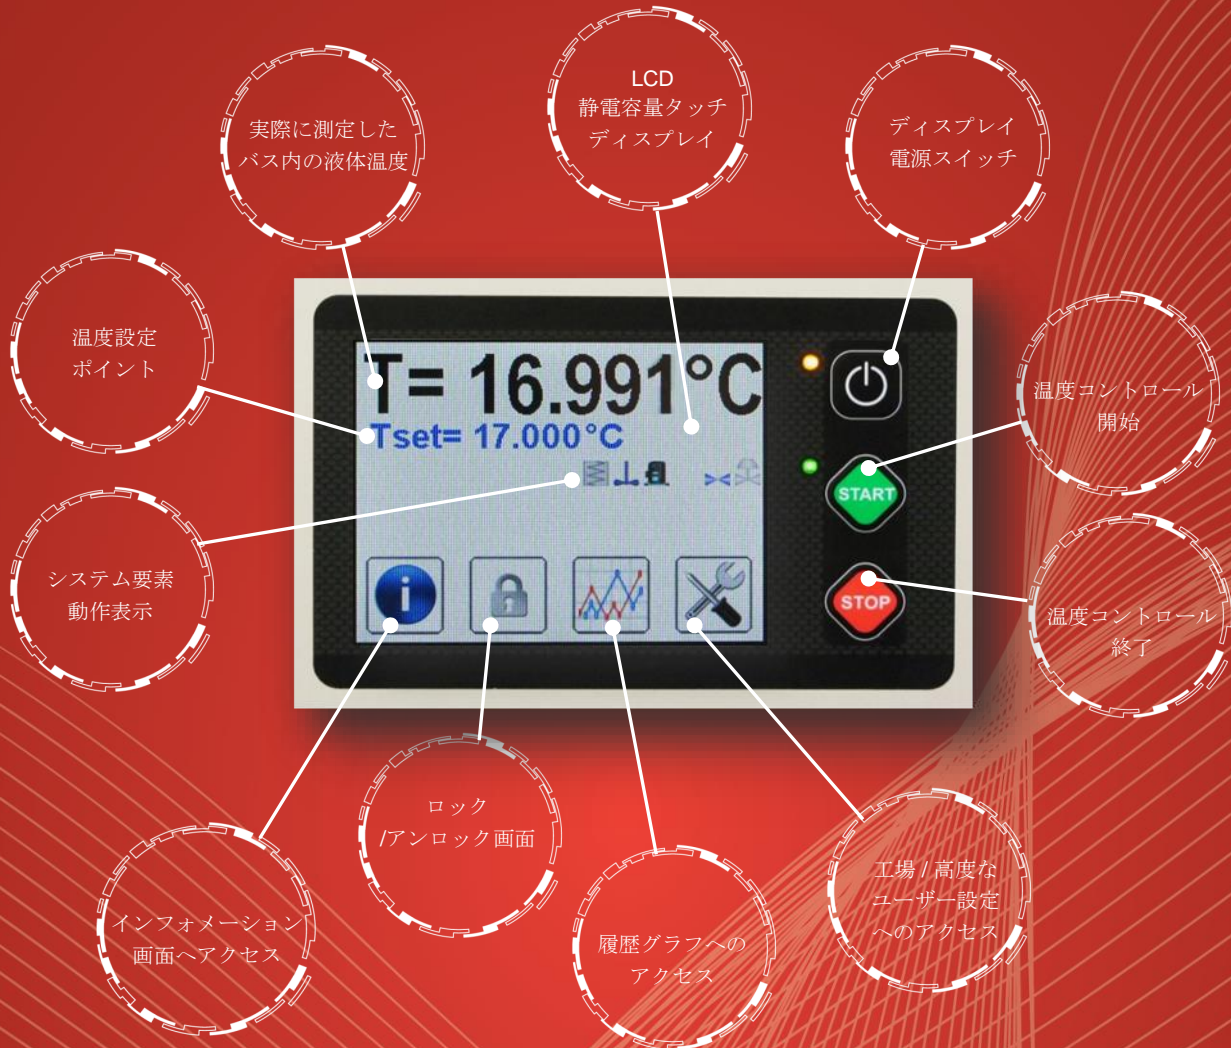 LCD
静電容量タッチ
ディスプレイ
実際に測定した
バス内の液体温度
ディスプレイ
電源スイッチ
温度設定
ポイント
T= 16.991°C
Tset= 17.000°C
温度コントロール
開始
START
システム要素
動作表示
i
STOP
温度コントロール
終了
ロック
/アンロック画面
工場 / 高度な
ユーザー設定
へのアクセス
インフォメーション
画面へアクセス
履歴グラフへの
アクセス